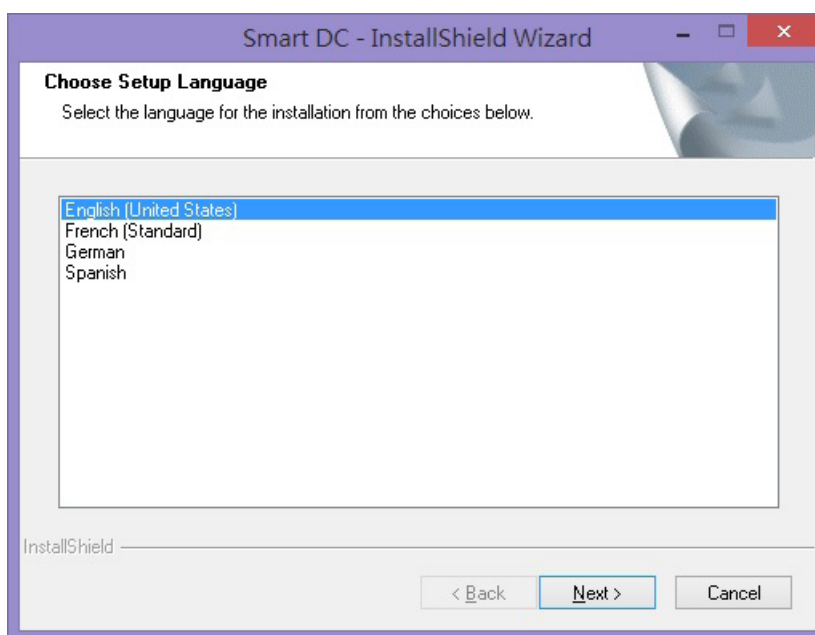 Smart DC - InstallShield Wizard
Choose Setup Language
Select the language for the installation from the choices below.
English (United States)
French (Standard)
German
Spanish
InstallShield
< Back
Next >
Cancel